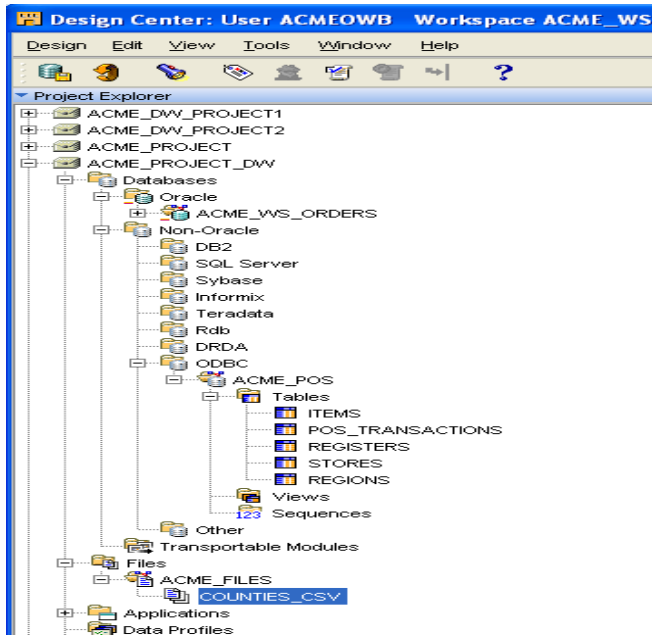 Design Center: User ACMEOWB Workspace ACME_WS
Design Edit View Tools Window Help
Project Explorer
ACME_DW_PROJECT1
ACME_DW_PROJECT2
ACME_PROJECT
ACME_PROJECT_DW
Databases
Oracle
ACME_WS_ORDERS
Non-Oracle
DB2
SQL Server
Sybase
Informix
Teradata
Rdb
DRDA
ODBC
ACME_POS
Tables
ITEMS
POS_TRANSACTIONS
REGISTERS
STORES
REGIONS
Views
123 Sequences
Other
Transportable Modules
Files
ACME_FILES
COUNTIES_CSV
Applications
Data Profiles